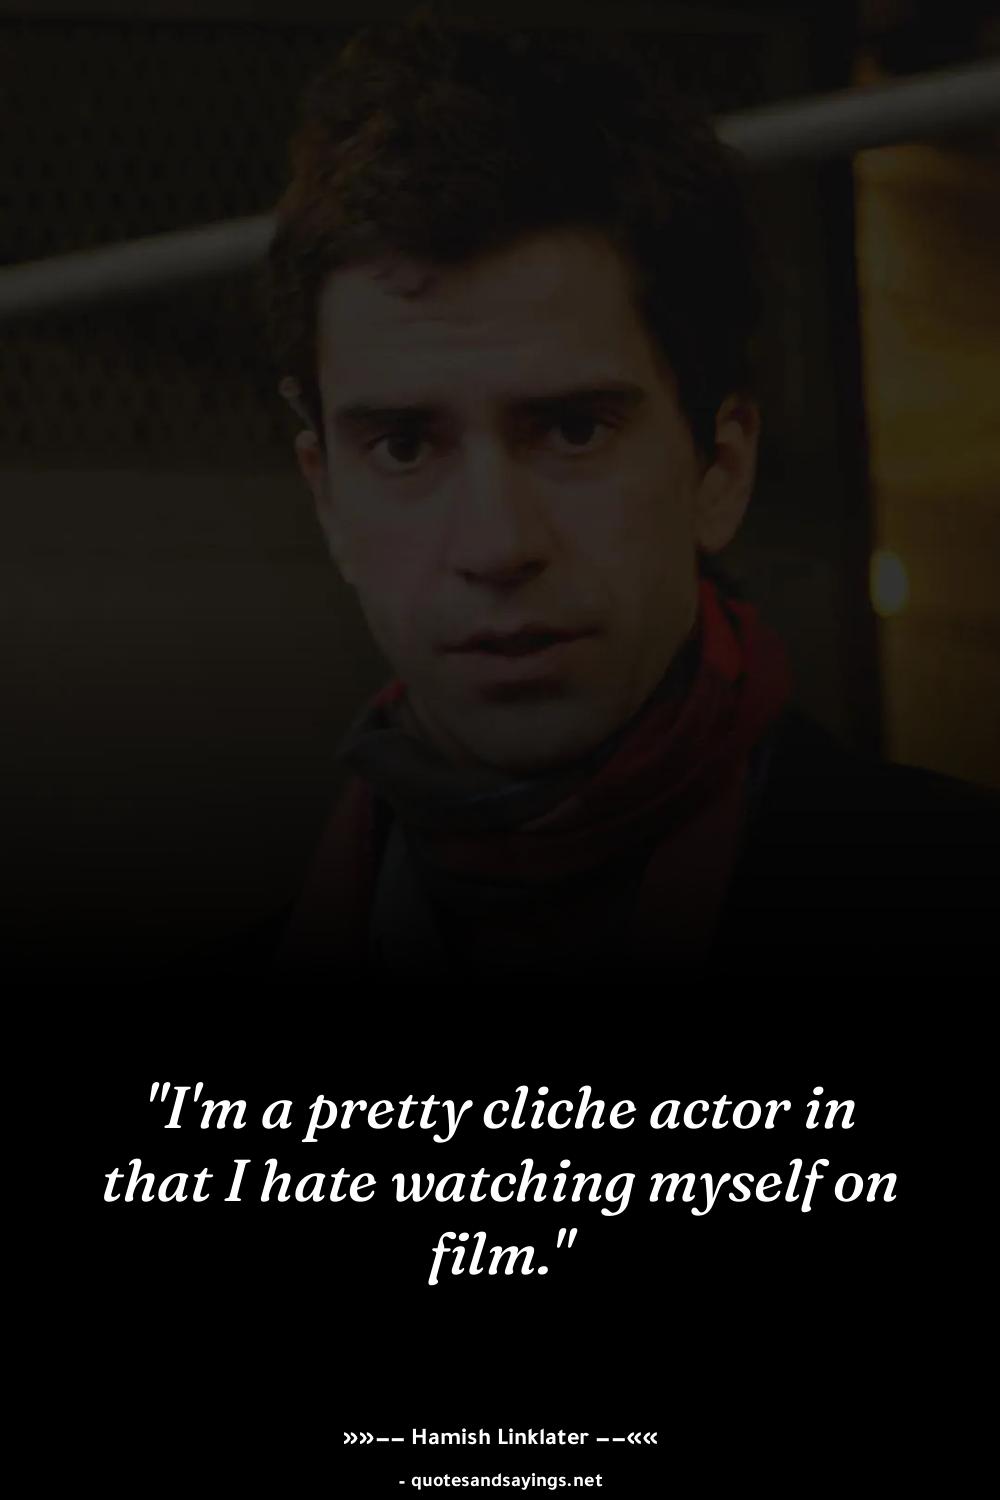 "I'm a pretty cliche actor in
that I hate watching myself on
film."
»»–– Hamish Linklater ––««
- quotesandsayings.net